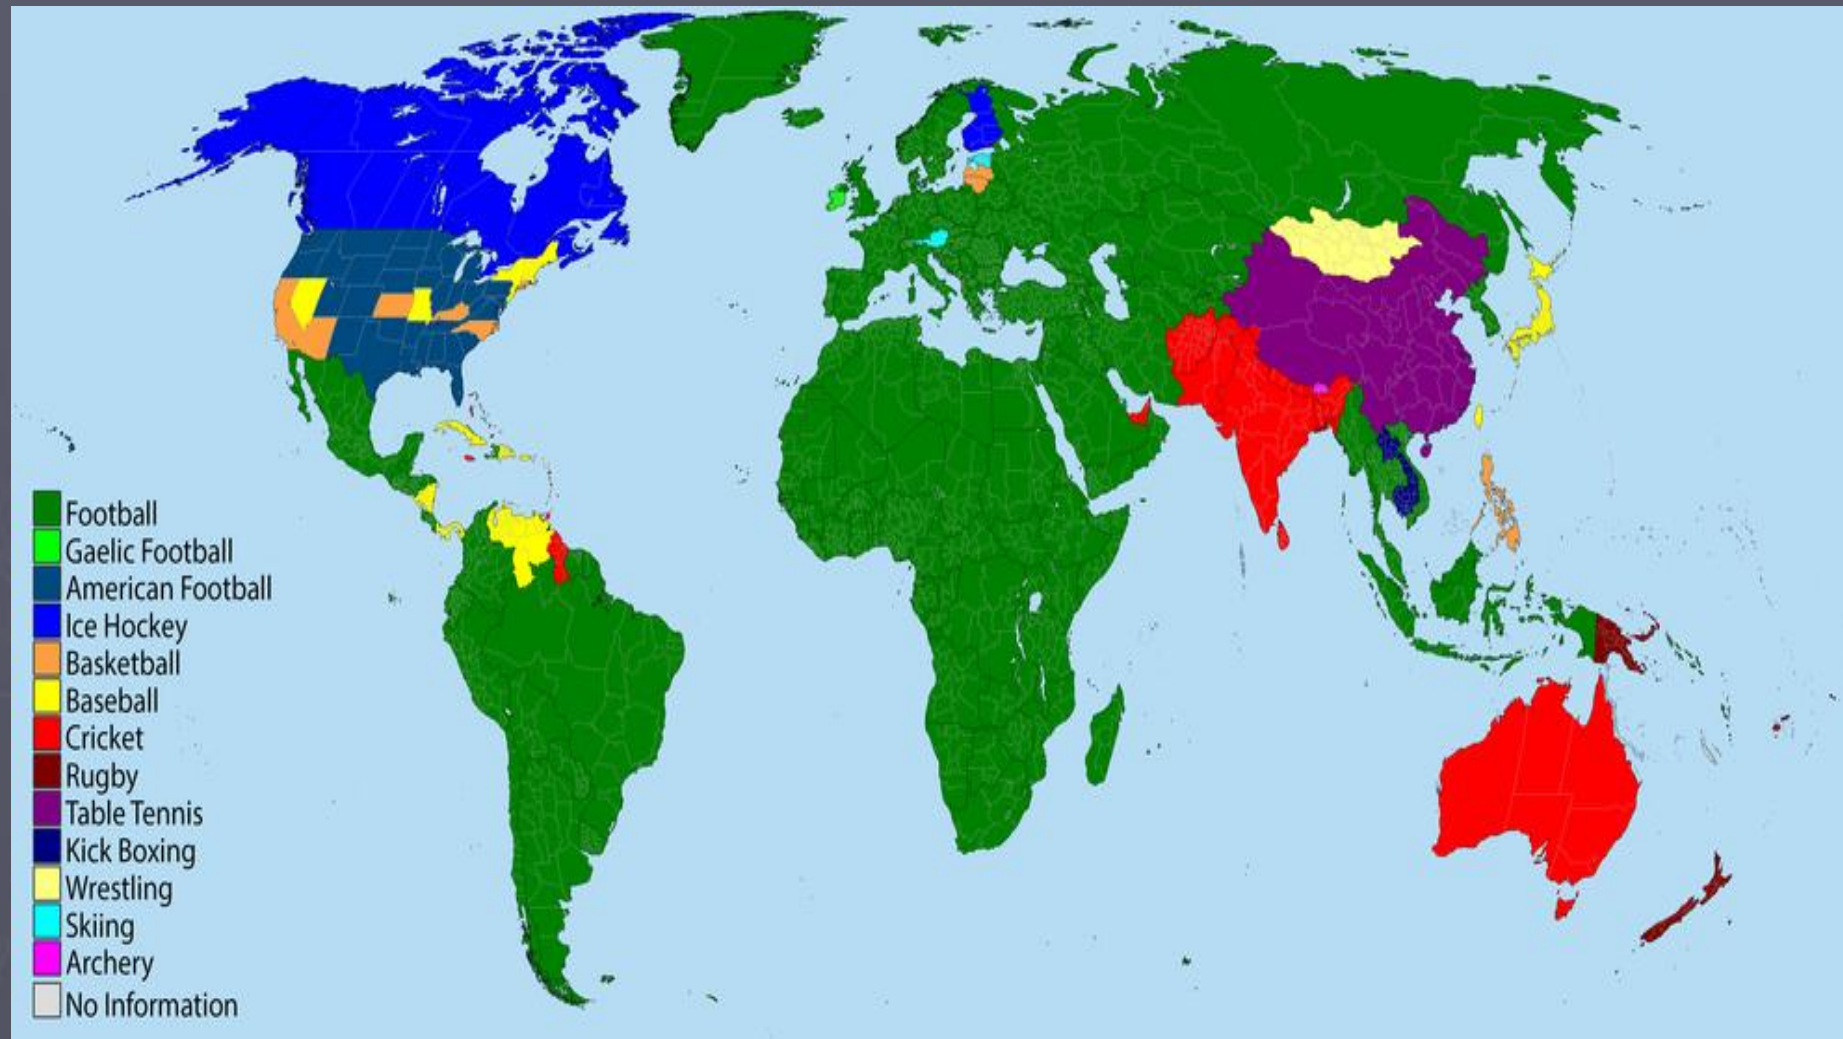 Football
Gaelic Football
American Football
Ice Hockey
Basketball
Baseball
Cricket
Rugby
Table Tennis
Kick Boxing
Wrestling
Skiing
Archery
No Information